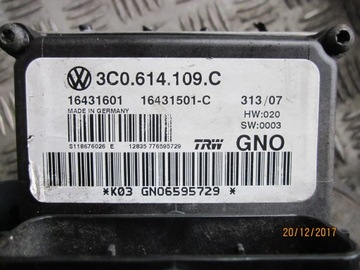 3C0.614.109.C
16431601 16431501-C 313/07
MADE IN GERMANY HW:020
SW:0003
S118676026 E 12835 776595729 TRW GNO
*K03 GNO6595729 *
20/12/2017